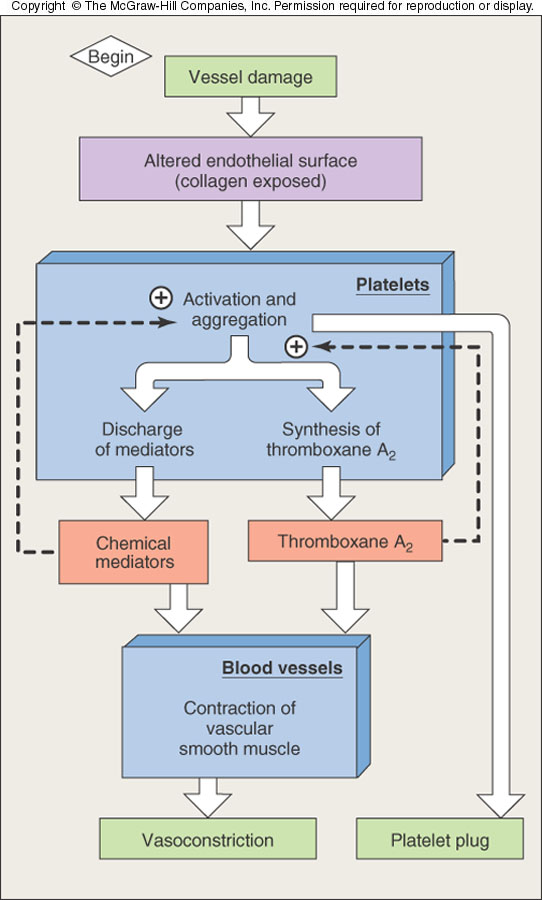 Copyright © The McGraw-Hill Companies, Inc. Permission required for reproduction or display.
Begin
Vessel damage
Altered endothelial surface
(collagen exposed)
Platelets
+
Activation and
aggregation
+
Discharge
of mediators
Synthesis of
thromboxane A₂
Chemical
mediators
Thromboxane A₂
Blood vessels
Contraction of
vascular
smooth muscle
Vasoconstriction
Platelet plug